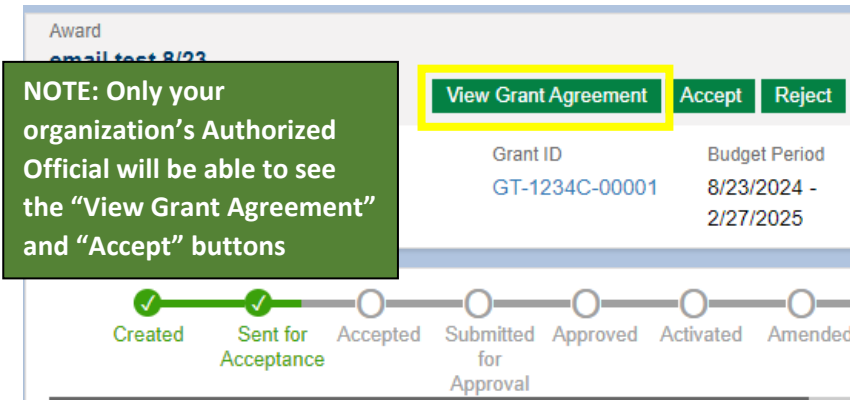 Award
email test 8/23
NOTE: Only your
organization's Authorized
Official will be able to see
the “View Grant Agreement”
and “Accept” buttons
View Grant Agreement
Accept
Reject
Grant ID
Budget Period
GT-1234C-00001
8/23/2024 -
2/27/2025
Created
Sent for
Acceptance
Accepted
Submitted
for
Approval
Approved
Activated
Amended